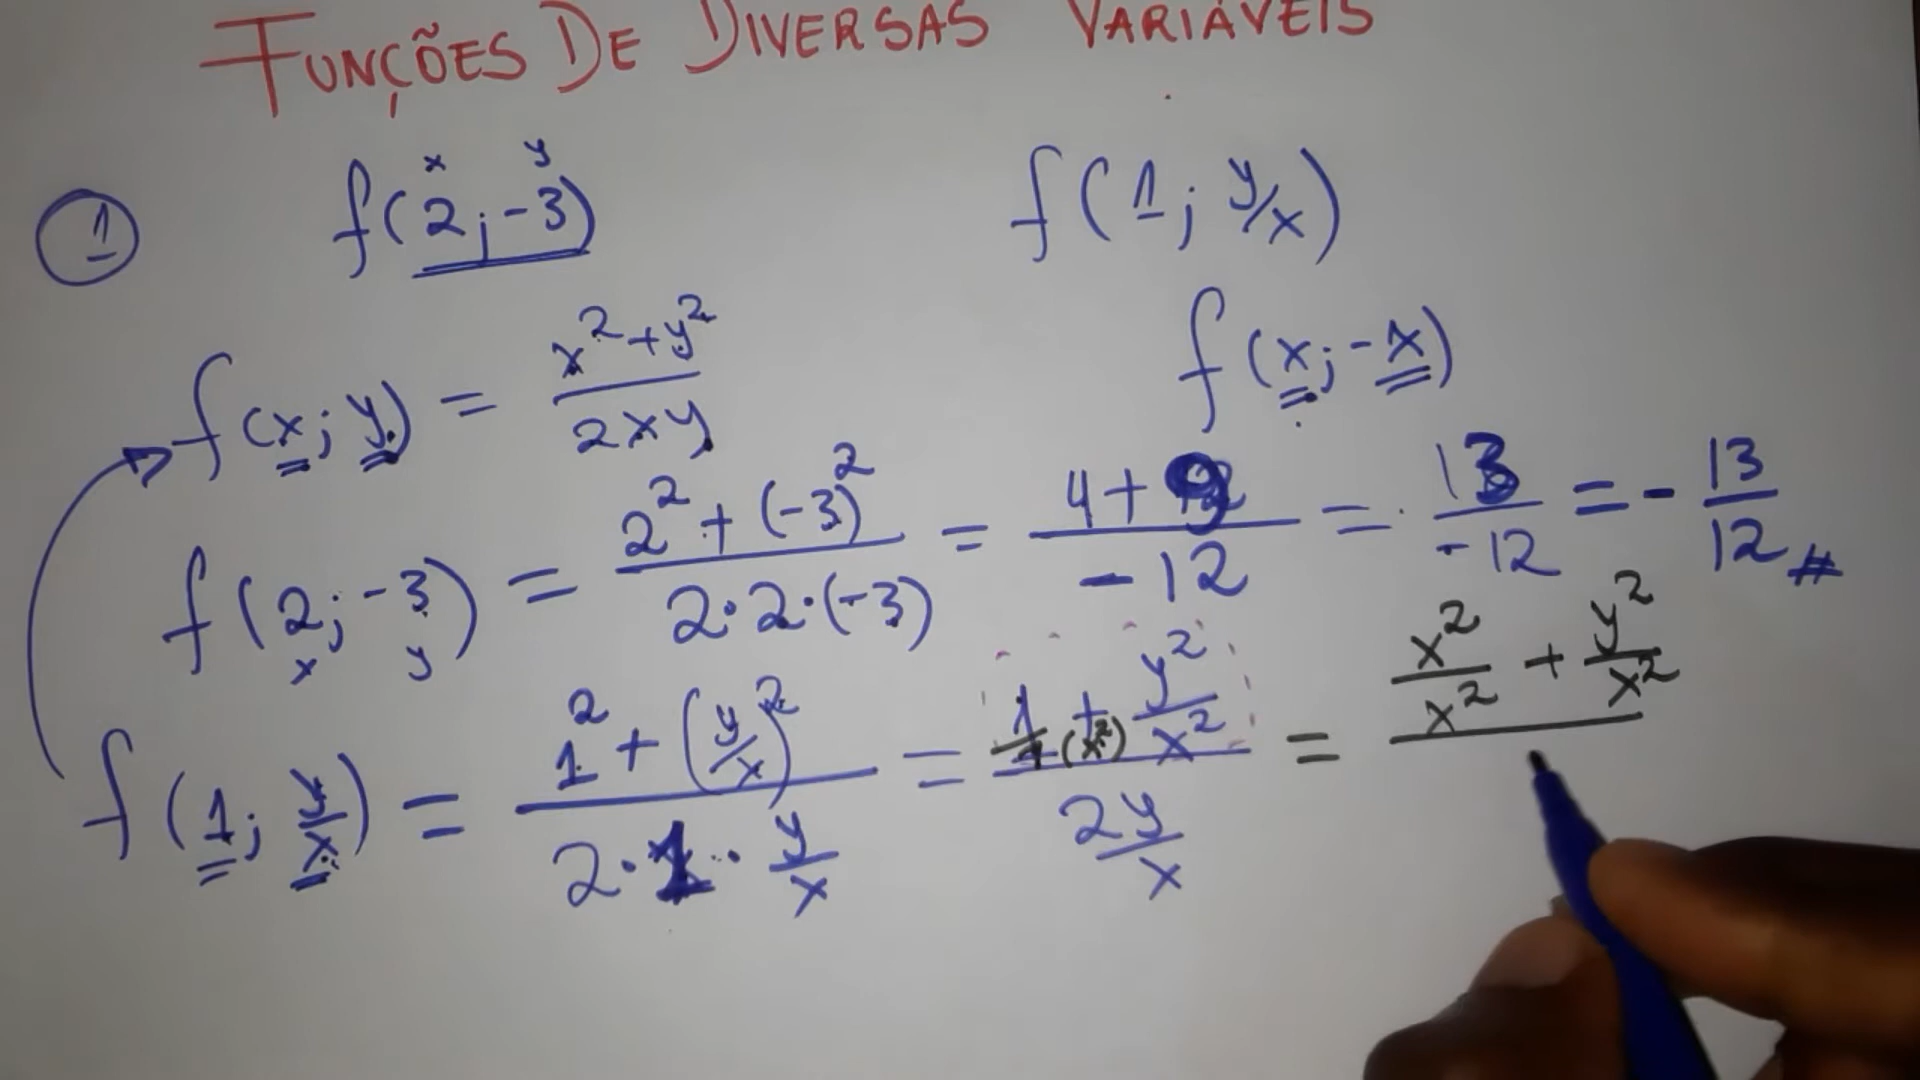 FUNÇÕES DE DIVERSAS VARIÁVEIS
x y
1 f(2;-3) f(1; y/x)
f(x;-x)
f(x; y) = x²+y² / 2xy
f(2;-3) = 2²+(-3)² / 2·2·(-3) = 4+9 / -12 = 13 / -12 = - 13/12 #
x y
f(1; y/x) = 1²+(y/x)² / 2·1·y/x = 1/1(x²) + y²/x² / 2y/x = x²/x² + y²/x²